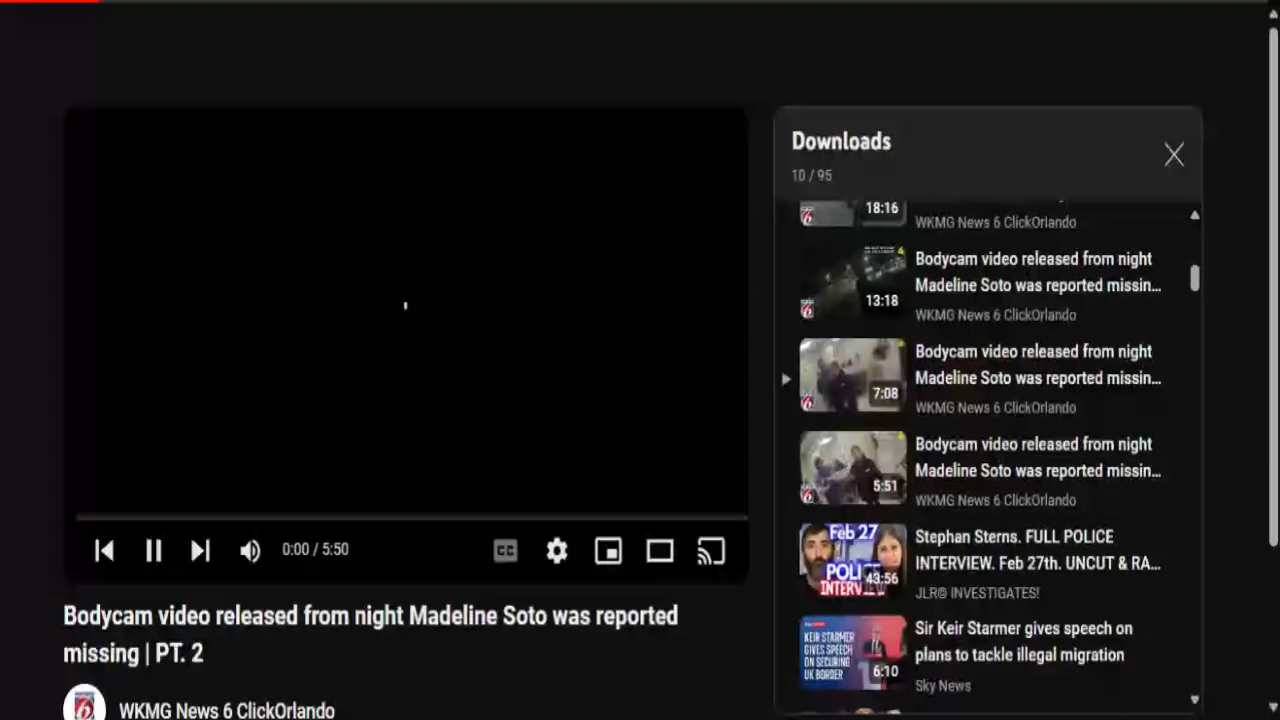 Downloads
10 / 95
18:16
WKMG News 6 ClickOrlando
13:18
Bodycam video released from night
Madeline Soto was reported missin...
WKMG News 6 ClickOrlando
7:08
Bodycam video released from night
Madeline Soto was reported missin...
WKMG News 6 ClickOrlando
5:51
Bodycam video released from night
Madeline Soto was reported missin...
WKMG News 6 ClickOrlando
Feb 27
POLI
INTERV
43:56
Stephan Sterns. FULL POLICE
INTERVIEW. Feb 27th. UNCUT & RA...
JLR© INVESTIGATES!
KEIR STARMER
GIVES SPEECH
ON SECURING
UK BORDER
6:10
Sir Keir Starmer gives speech on
plans to tackle illegal migration
Sky News
CC
0:00 / 5:50
Bodycam video released from night Madeline Soto was reported
missing | PT. 2
6
WKMG News 6 ClickOrlando